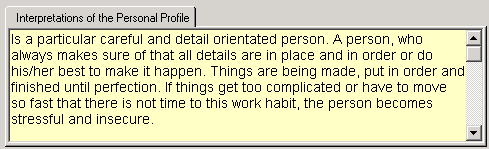 Interpretations of the Personal Profile
Is a particular careful and detail orientated person. A person, who
always makes sure of that all details are in place and in order or do
his/her best to make it happen. Things are being made, put in order and
finished until perfection. If things get too complicated or have to move
so fast that there is not time to this work habit, the person becomes
stressful and insecure.